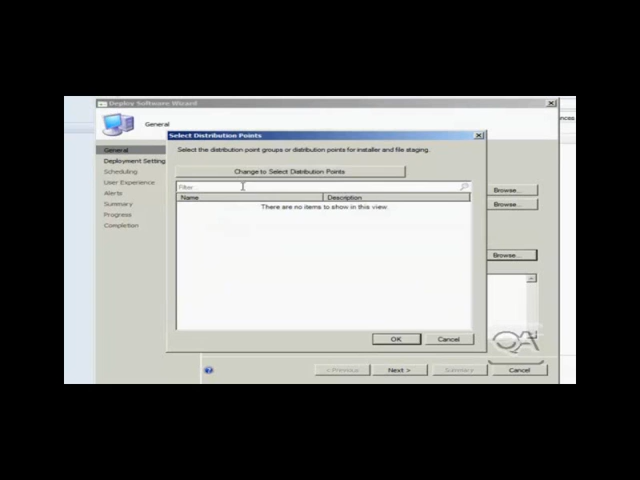 Deploy Software Wizard
General
Select Distribution Points
Select the distribution point groups or distribution points for installer and file staging.
Change to Select Distribution Points
Filter
Name
Description
There are no items to show in this view.
General
Deployment Setting
Scheduling
User Experience
Alerts
Summary
Progress
Completion
Browse...
Browse...
Browse...
OK
Cancel
QA
< Previous
Next >
Summary
Cancel